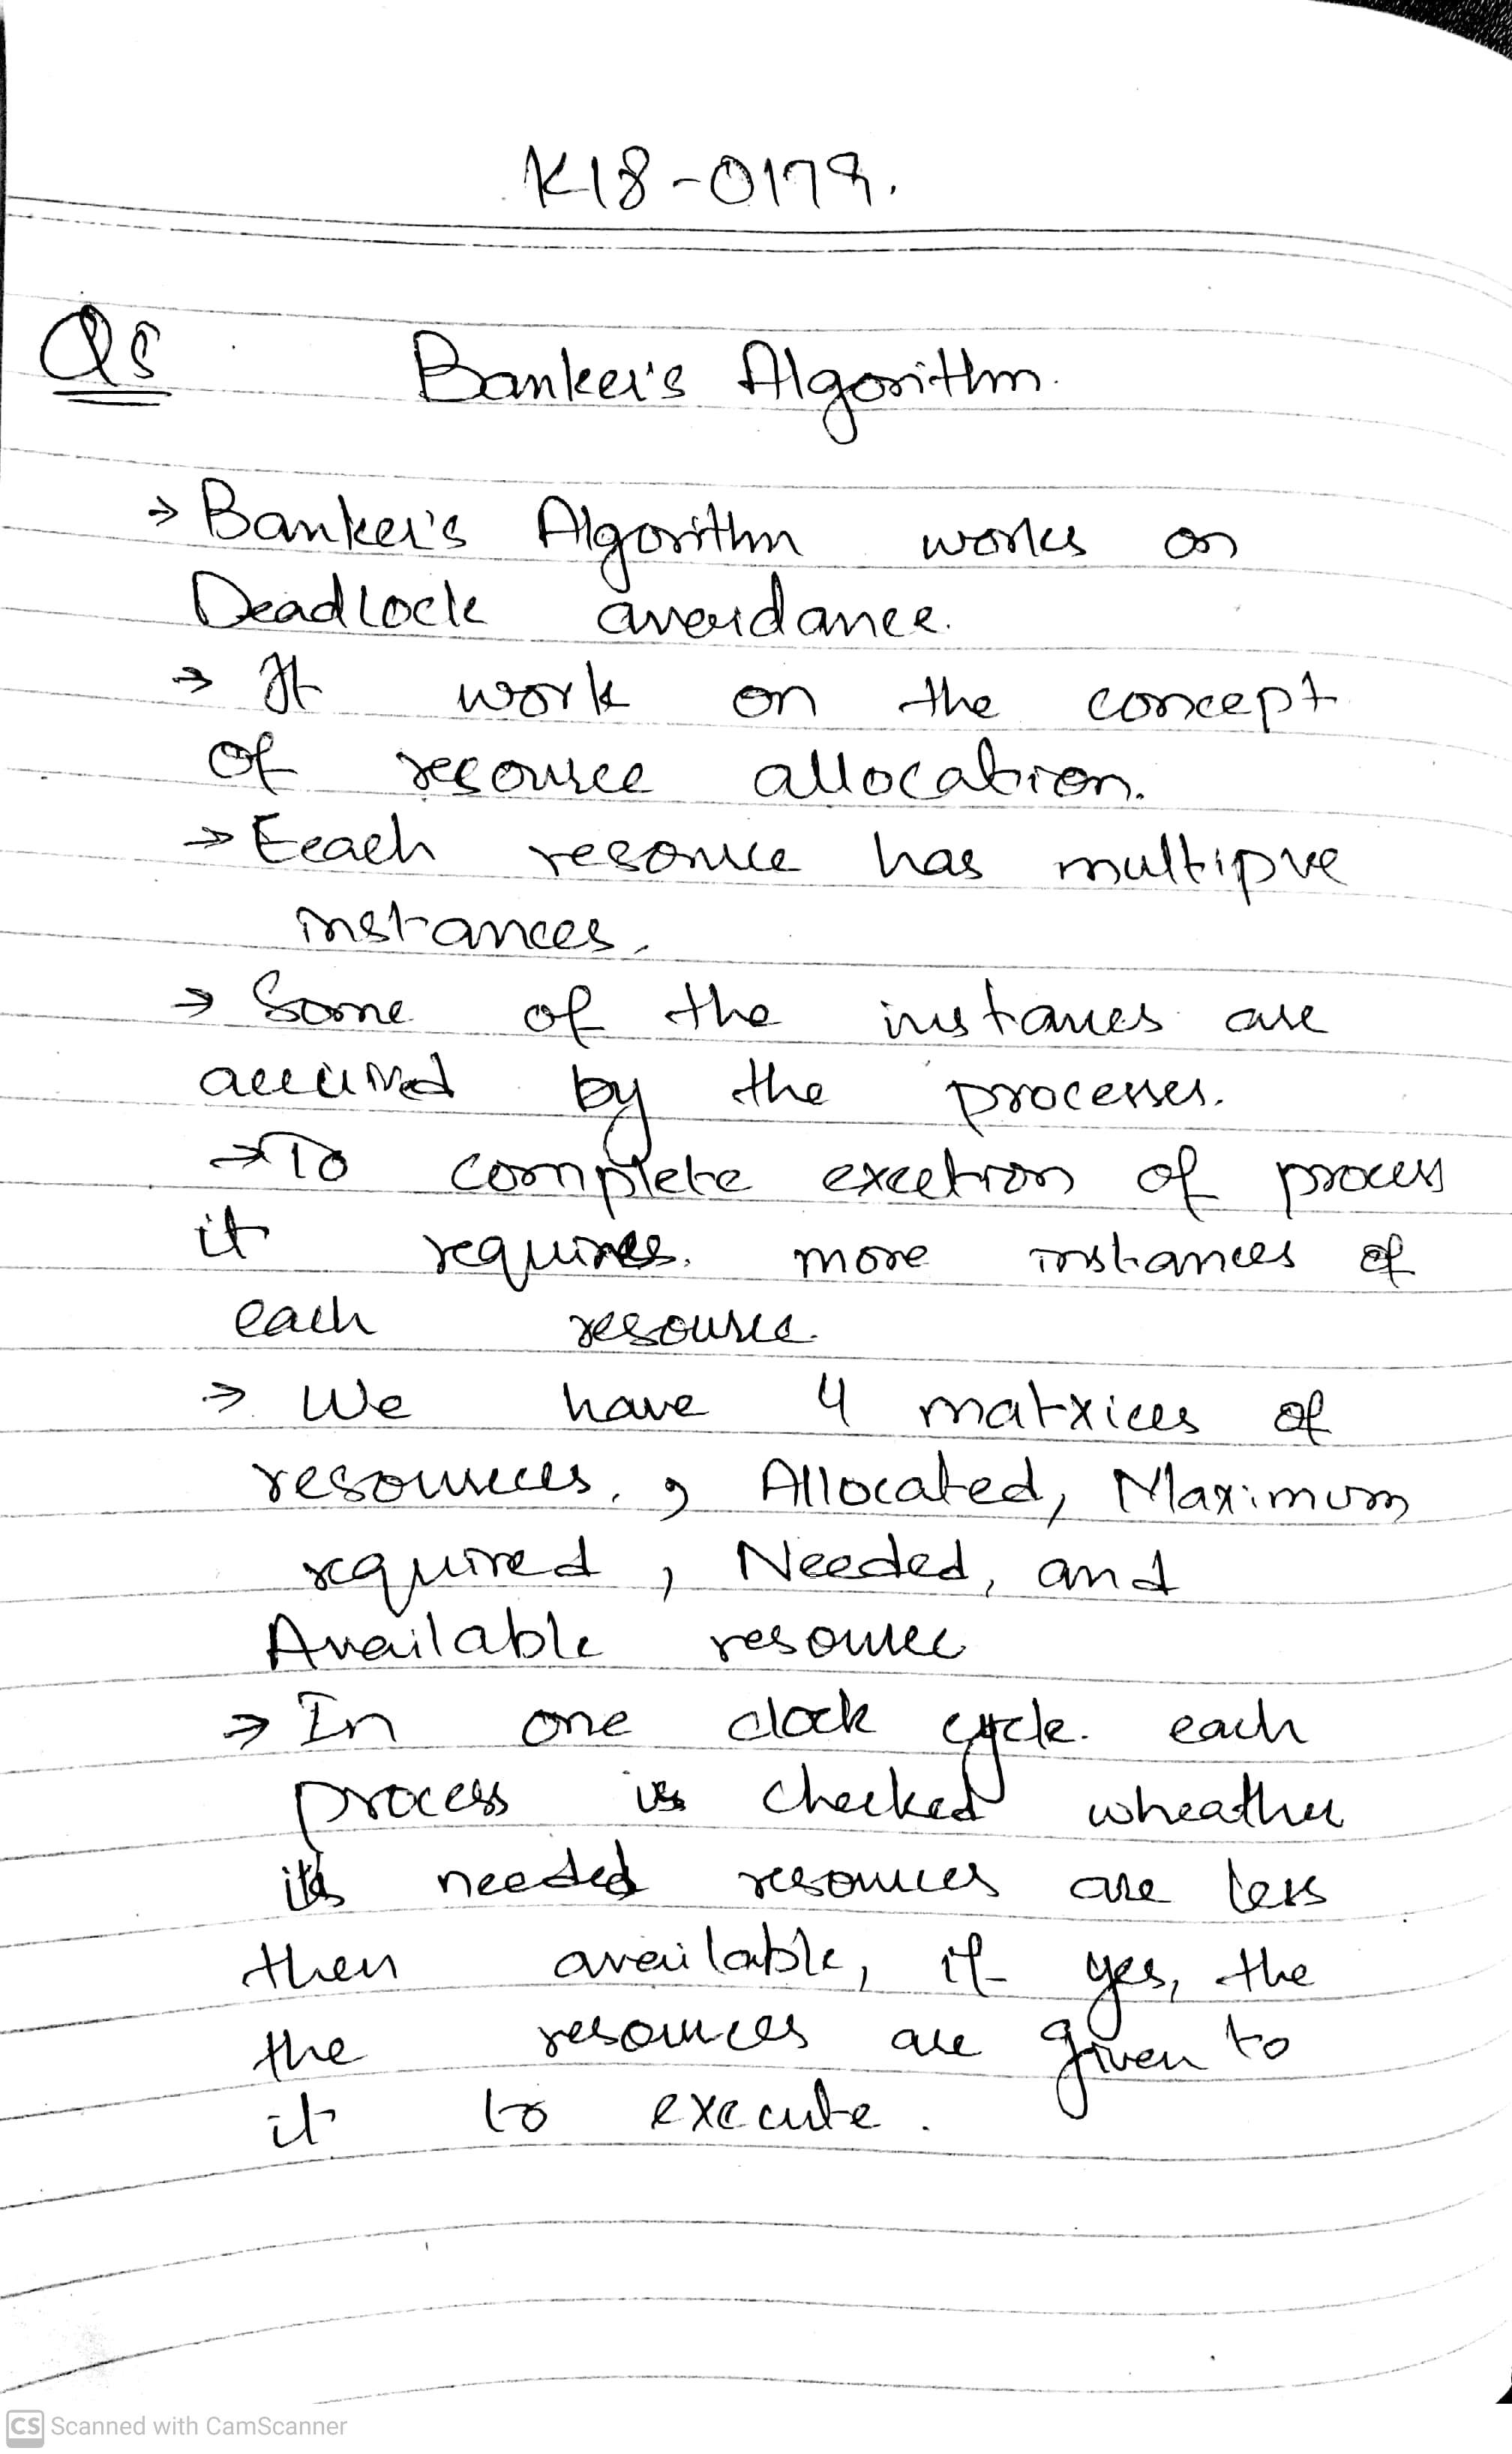 K18-0179.
Q5 Banker's Algorithm.
→ Banker's Algorithm works on
Deadlock avoidance.
→ It work on the concept
of resource allocation.
→ Eeach resource has multiple
instances.
→ Some of the instances are
by the processes.
→ To complete excetion of process
it requires more instances of
each resource.
→ We have 4 matrices of
resources, , Allocated, Maximum
required, Needed, and
Available resource
→ In one clock cycle each
process is checked wheather
its needed resources are less
then available, if yes, the
the resources are given to
it to execute.
CS Scanned with CamScanner